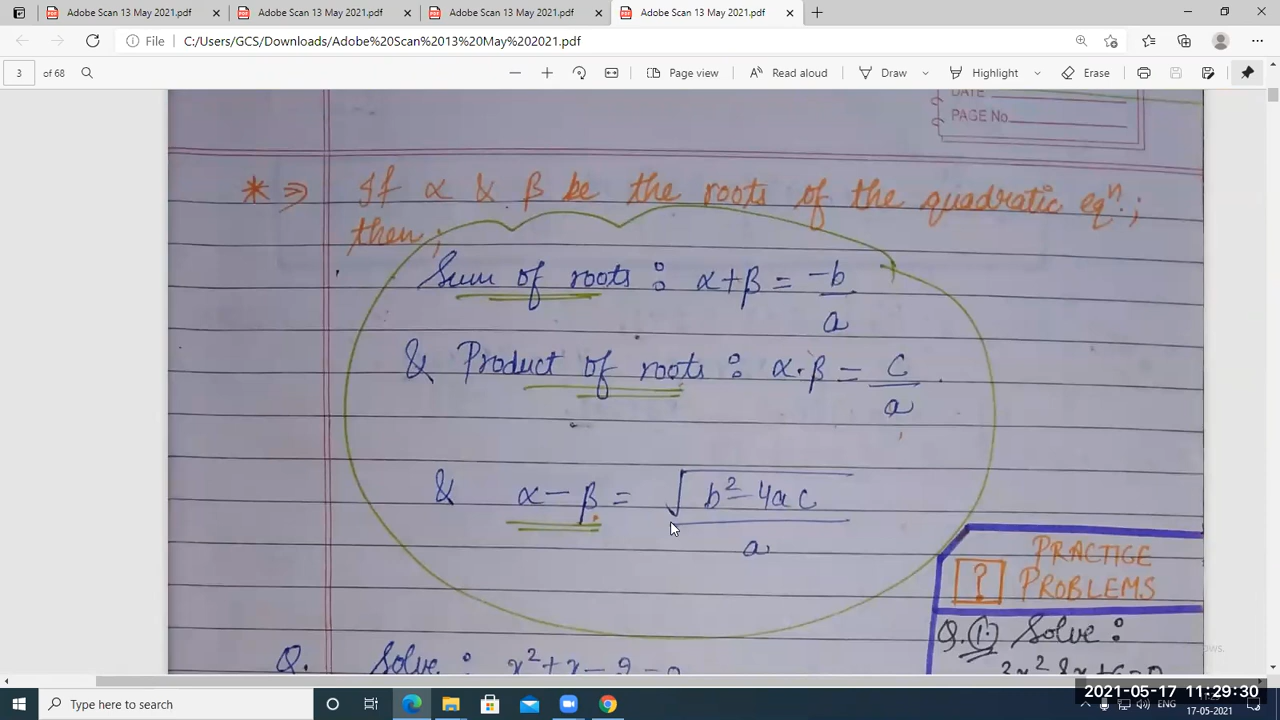 Adobe Scan 13 May 2021.pdf
Adobe Scan 13 May 2021.pdf
Adobe Scan 13 May 2021.pdf
Adobe Scan 13 May 2021.pdf
File
C:/Users/GCS/Downloads/Adobe%20Scan%2013%20May%202021.pdf
3 of 68
Page view
Read aloud
Draw
Highlight
Erase
DATE
PAGE No.
* ⇒ If α & β be the roots of the quadratic eqⁿ.;
then;
Sum of roots : α+β = -b/a
& Product of roots : α.β = c/a
& α-β = √(b²-4ac)/a
PRACTICE
? PROBLEMS
Q.(1) Solve :
Q. Solve :
Type here to search
ENG
17-05-2021
2021-05-17 11:29:30